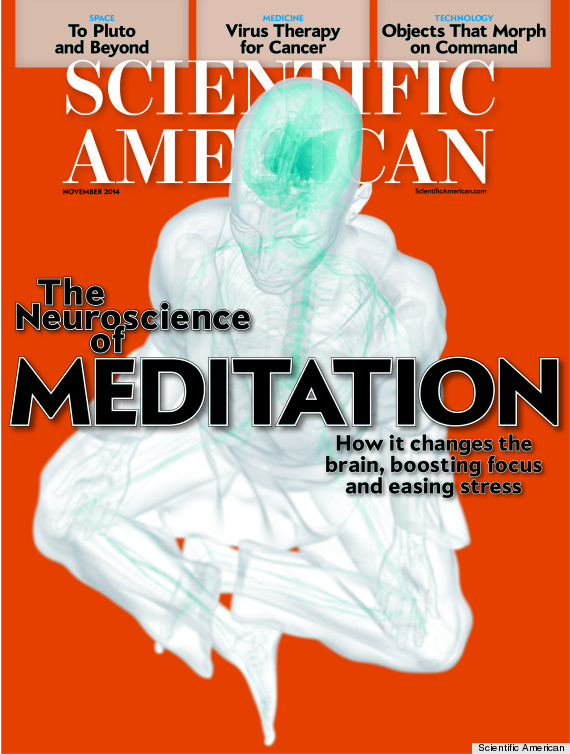 SPACE
To Pluto
and Beyond
MEDICINE
Virus Therapy
for Cancer
TECHNOLOGY
Objects That Morph
on Command
SCIENTIFIC
AMERICAN
NOVEMBER 2014
ScientificAmerican.com
The
Neuroscience
of
MEDITATION
How it changes the
brain, boosting focus
and easing stress
Scientific American